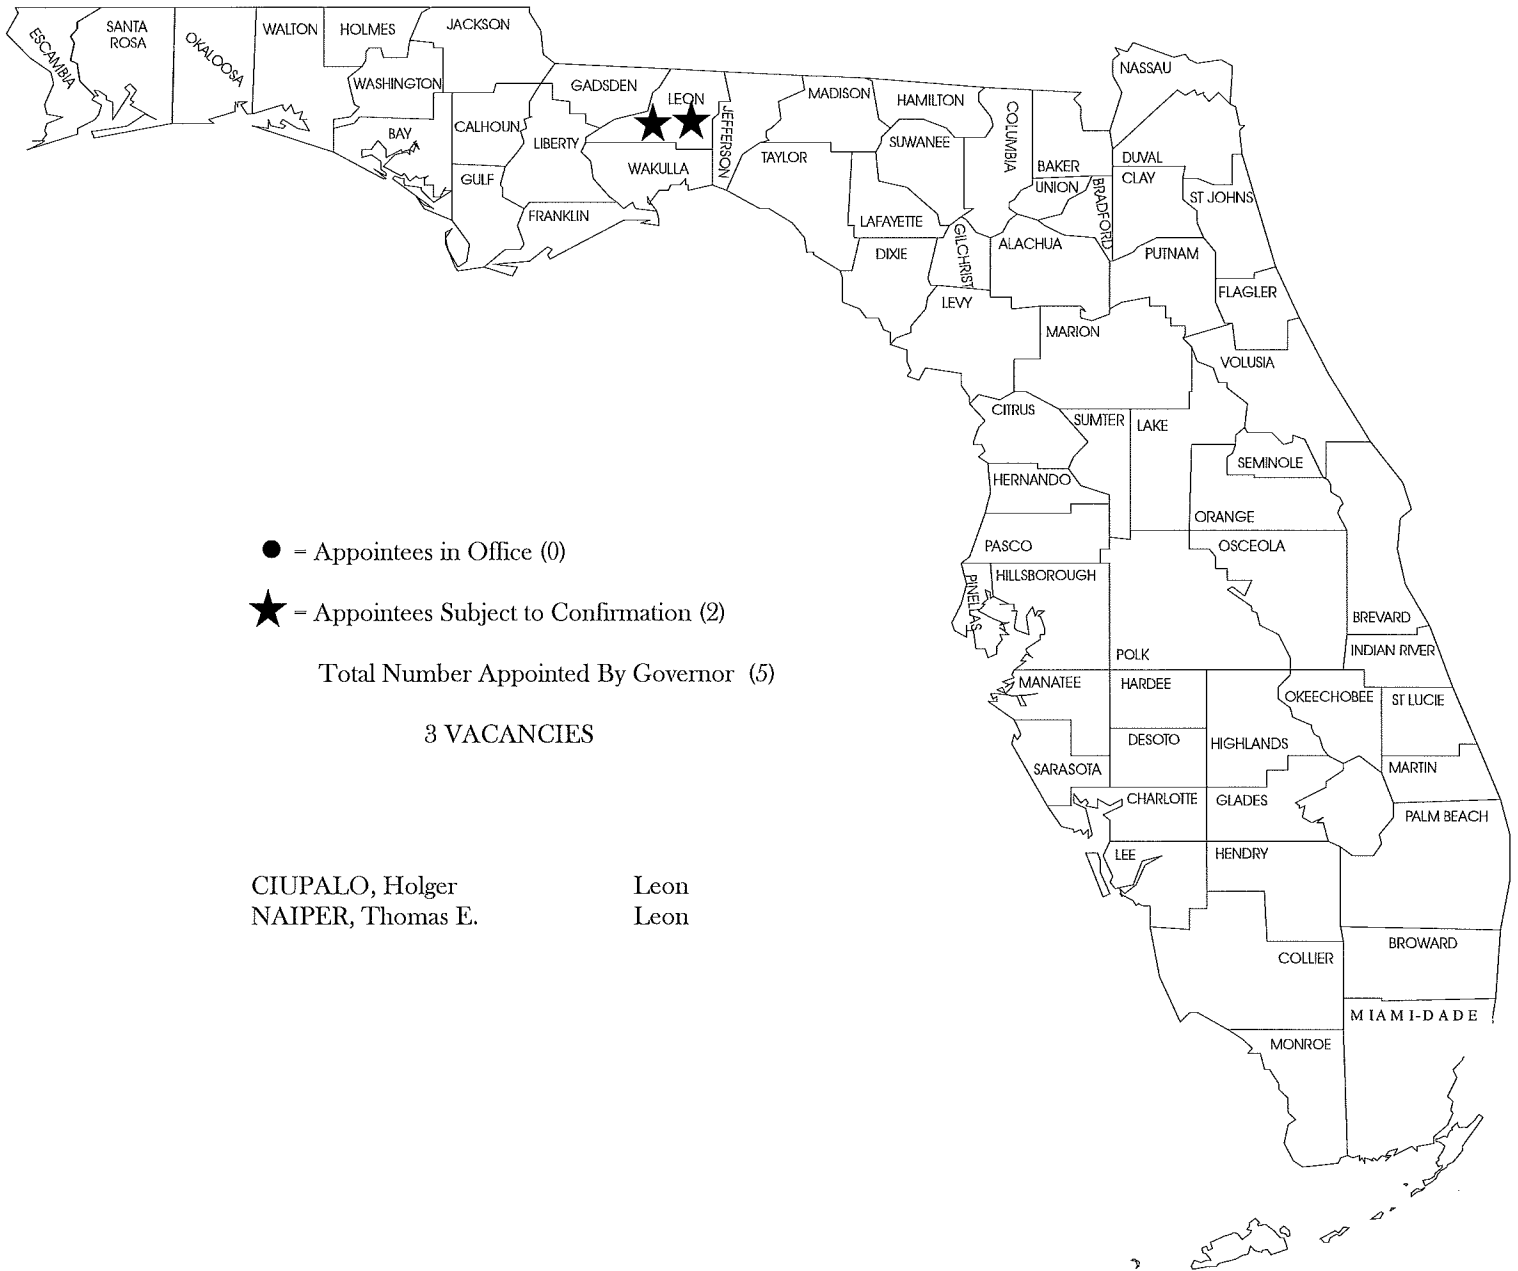 ESCAMBIA
SANTA
ROSA
OKALOOSA
WALTON
HOLMES
JACKSON
WASHINGTON
BAY
CALHOUN
GULF
GADSDEN
LIBERTY
FRANKLIN
LEON
WAKULLA
JEFFERSON
MADISON
TAYLOR
HAMILTON
SUWANEE
LAFAYETTE
DIXIE
COLUMBIA
GILCHRIST
LEVY
NASSAU
BAKER
UNION
BRADFORD
DUVAL
CLAY
ST JOHNS
ALACHUA
PUTNAM
FLAGLER
MARION
VOLUSIA
CITRUS
SUMTER
LAKE
SEMINOLE
HERNANDO
ORANGE
PASCO
OSCEOLA
HILLSBOROUGH
PINELLAS
BREVARD
POLK
INDIAN RIVER
MANATEE
HARDEE
OKEECHOBEE
ST LUCIE
DESOTO
HIGHLANDS
SARASOTA
MARTIN
CHARLOTTE
GLADES
PALM BEACH
LEE
HENDRY
BROWARD
COLLIER
MIAMI-DADE
MONROE
= Appointees in Office (0)
= Appointees Subject to Confirmation (2)
Total Number Appointed By Governor (5)
3 VACANCIES
CIUPALO, Holger Leon
NAIPER, Thomas E. Leon